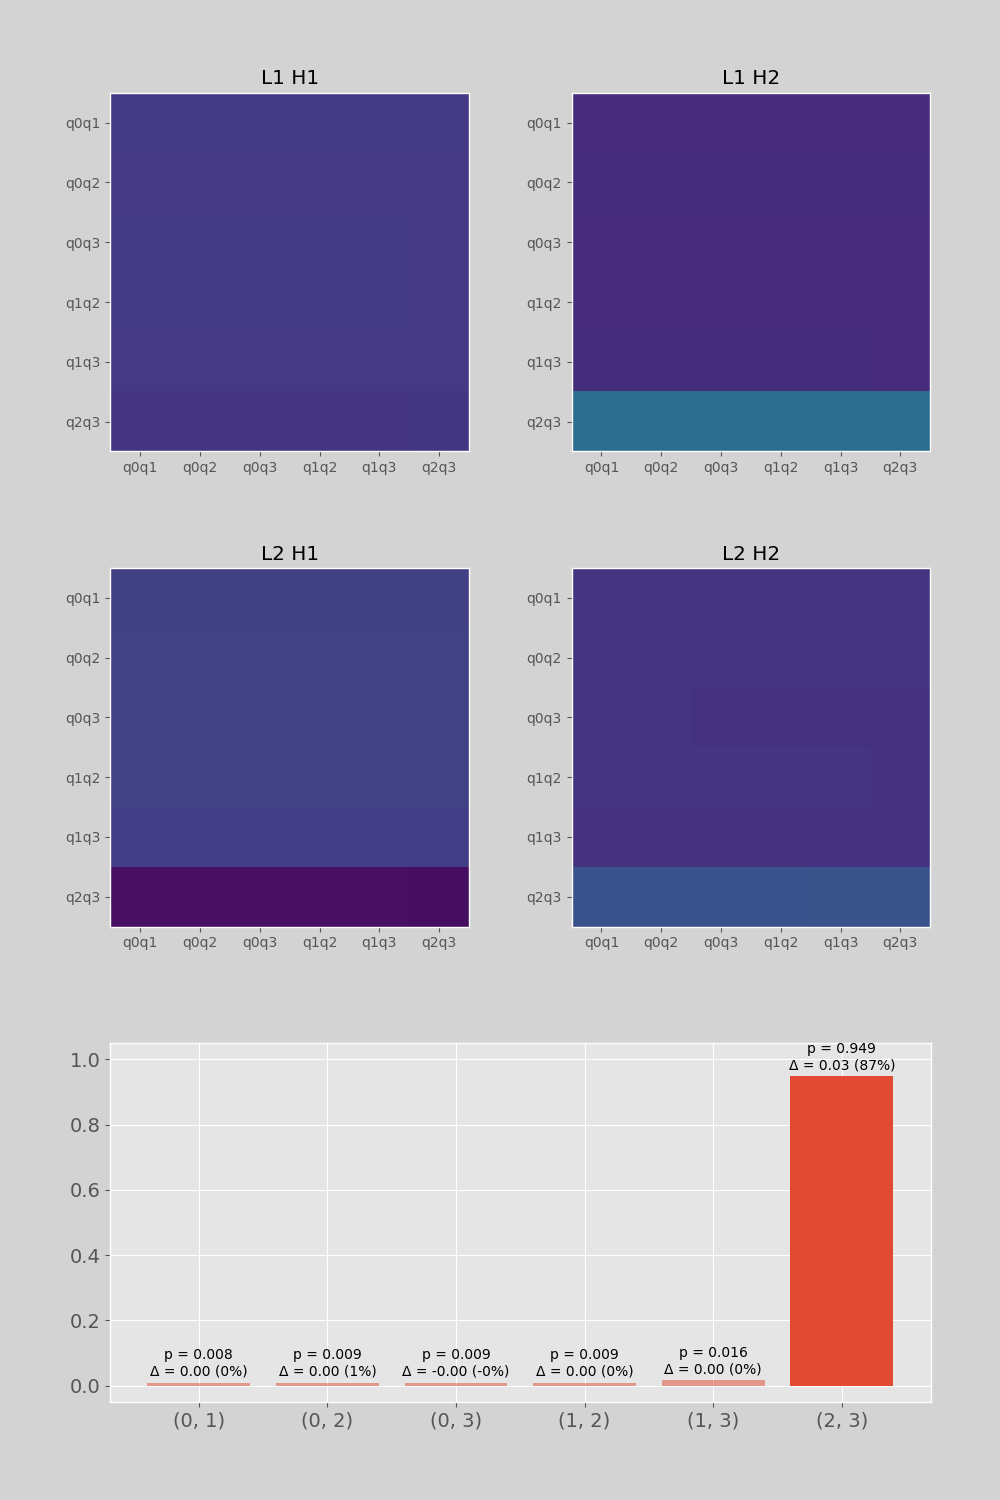 L1 H1
L1 H2
q0q1
q0q2
q0q3
q1q2
q1q3
q2q3
q0q1 q0q2 q0q3 q1q2 q1q3 q2q3
q0q1
q0q2
q0q3
q1q2
q1q3
q2q3
q0q1 q0q2 q0q3 q1q2 q1q3 q2q3
L2 H1
L2 H2
q0q1
q0q2
q0q3
q1q2
q1q3
q2q3
q0q1 q0q2 q0q3 q1q2 q1q3 q2q3
q0q1
q0q2
q0q3
q1q2
q1q3
q2q3
q0q1 q0q2 q0q3 q1q2 q1q3 q2q3
1.0
0.8
0.6
0.4
0.2
0.0
p = 0.008
Δ = 0.00 (0%)
p = 0.009
Δ = 0.00 (1%)
p = 0.009
Δ = -0.00 (-0%)
p = 0.009
Δ = 0.00 (0%)
p = 0.016
Δ = 0.00 (0%)
p = 0.949
Δ = 0.03 (87%)
(0, 1) (0, 2) (0, 3) (1, 2) (1, 3) (2, 3)